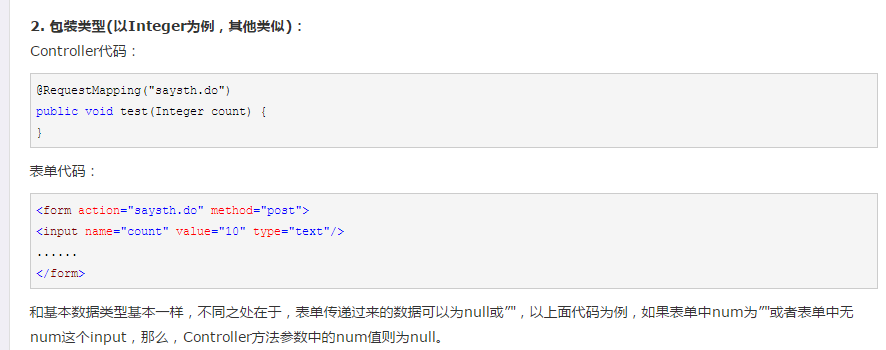 2. 包装类型(以Integer为例，其他类似)：
Controller代码：
@RequestMapping("saysth.do")
public void test(Integer count) {
}
表单代码：
<form action="saysth.do" method="post">
<input name="count" value="10" type="text"/>
......
</form>
和基本数据类型基本一样，不同之处在于，表单传递过来的数据可以为null或”"，以上面代码为例，如果表单中num为”"或者表单中无
num这个input，那么，Controller方法参数中的num值则为null。